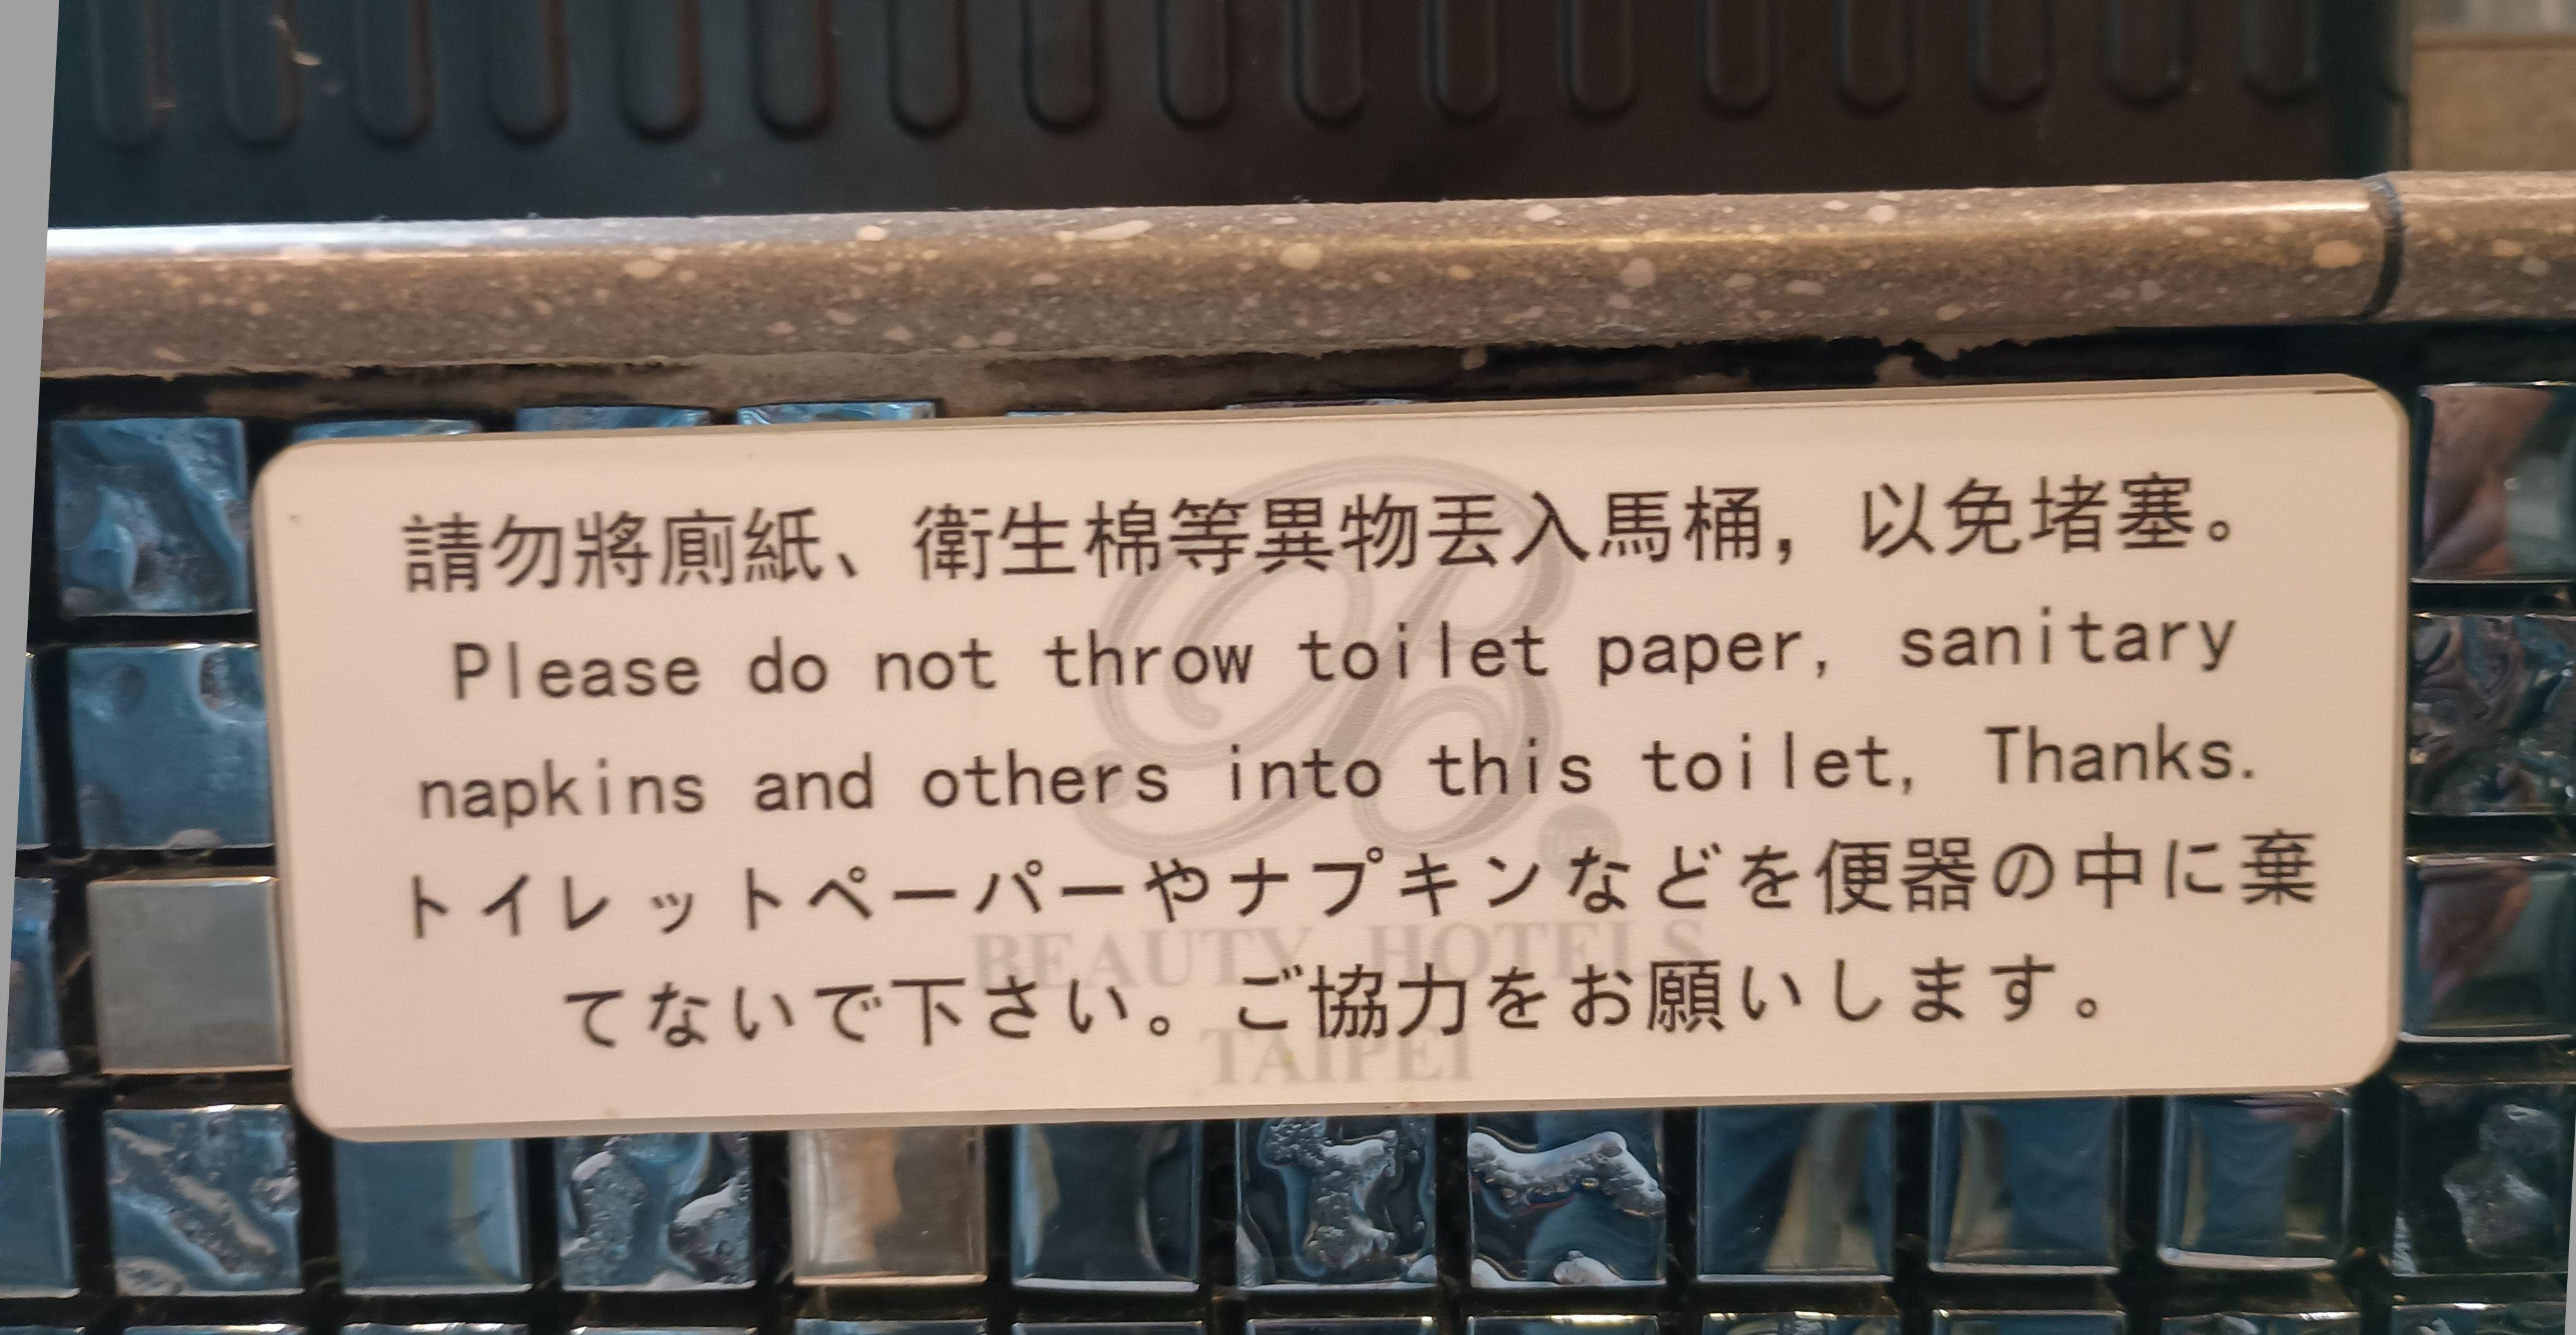 請勿將廁紙、衛生棉等異物丟入馬桶，以免堵塞。
Please do not throw toilet paper, sanitary
napkins and others into this toilet, Thanks.
トイレットペーパーやナプキンなどを便器の中に棄
てないで下さい。ご協力をお願いします。
B
BEAUTY HOTELS
TAIPEI